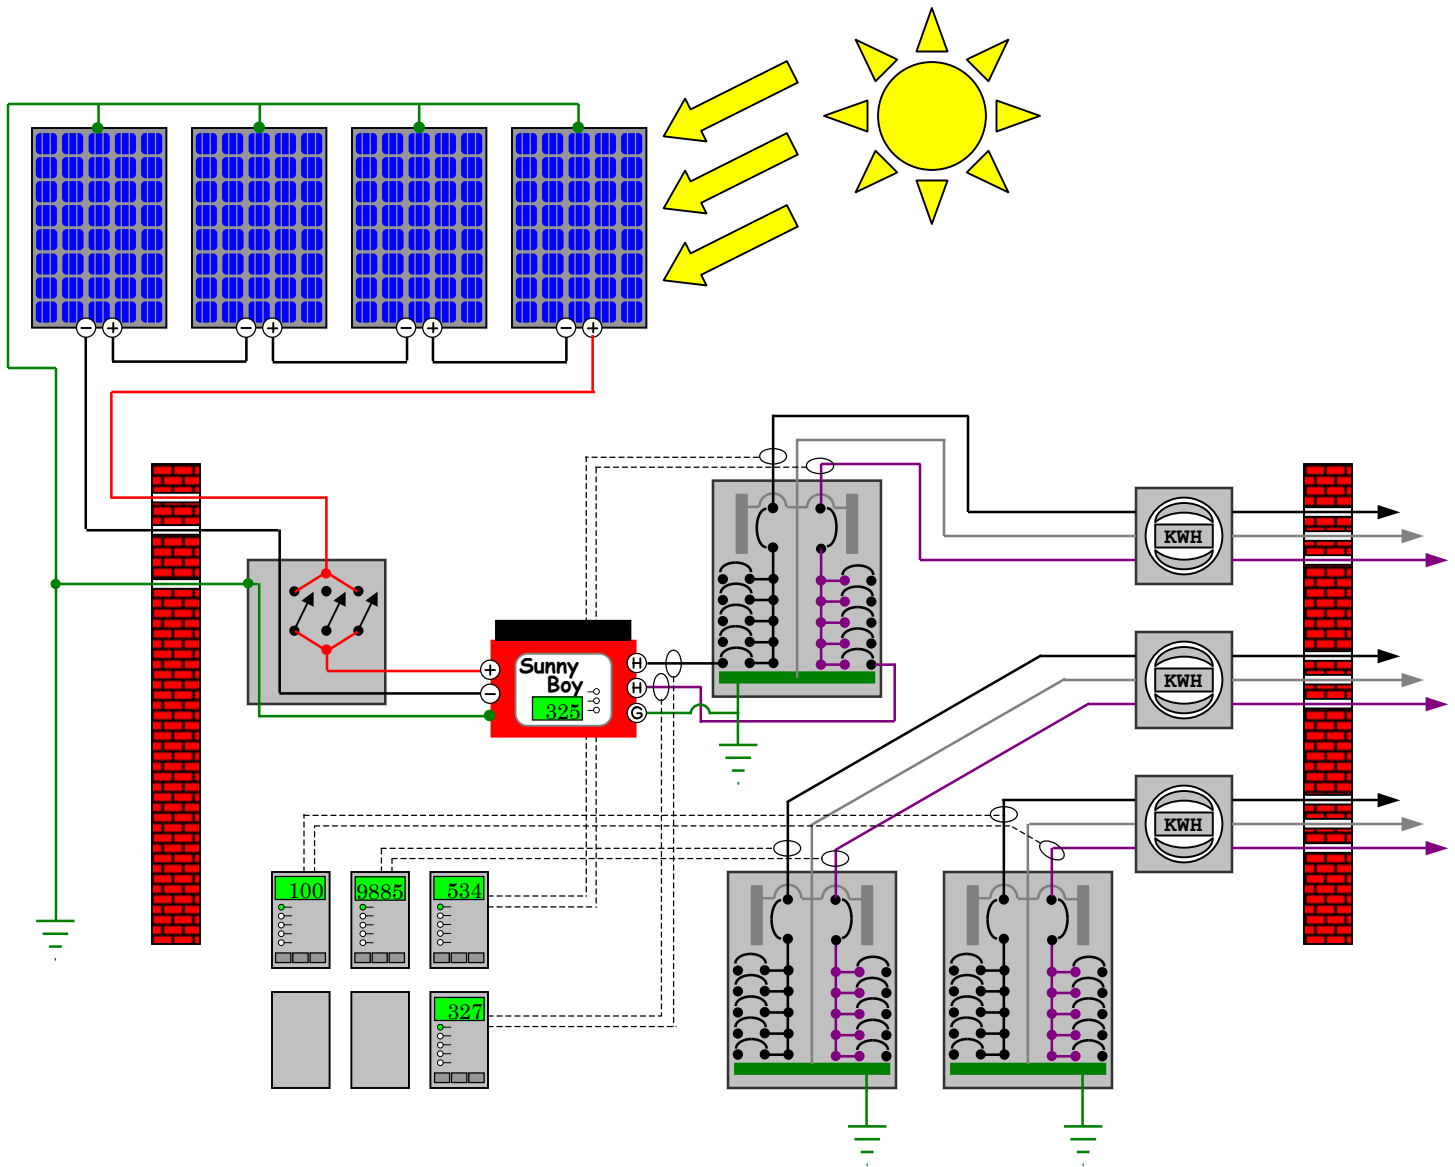 − + − + − + − +
KWH
+ Sunny H
− Boy H
325 G
KWH
KWH
100 9885 534
327